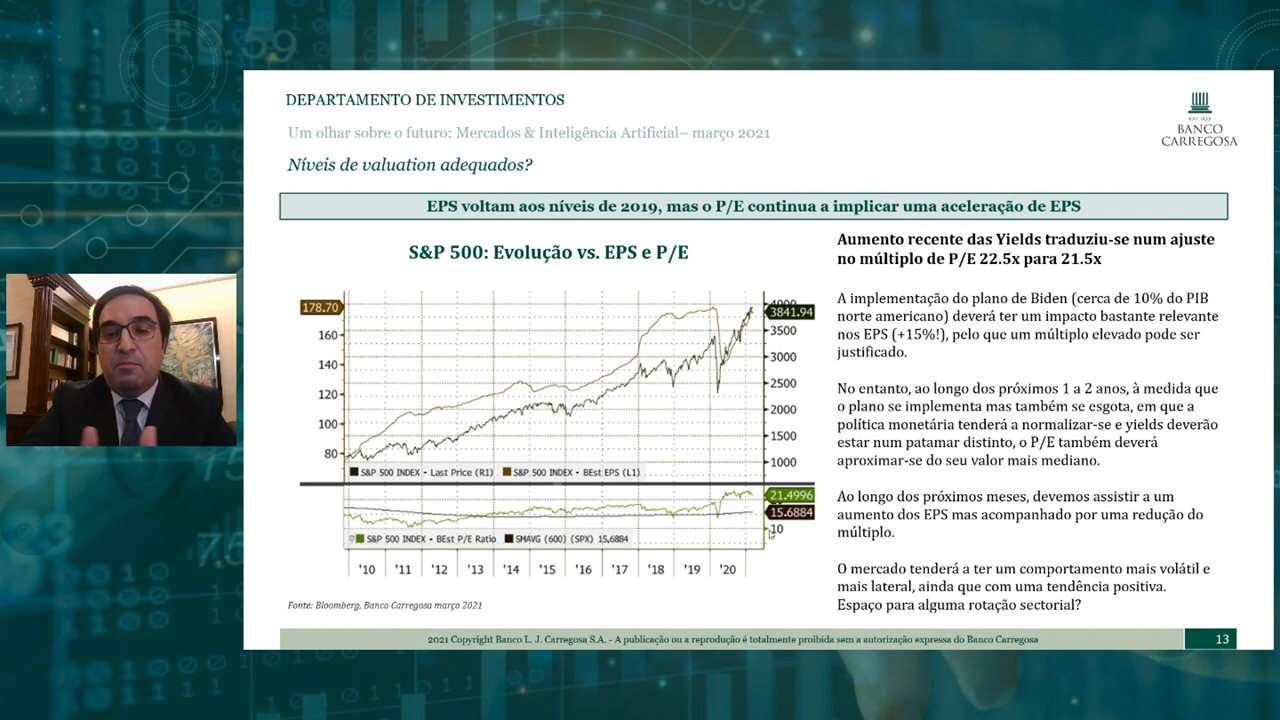 DEPARTAMENTO DE INVESTIMENTOS
Um olhar sobre o futuro: Mercados & Inteligência Artificial– março 2021
Níveis de valuation adequados?
EST. 1833
BANCO
CARREGOSA
EPS voltam aos níveis de 2019, mas o P/E continua a implicar uma aceleração de EPS
S&P 500: Evolução vs. EPS e P/E
178.70
160
140
120
100
80
4000
3841.94
3500
3000
2500
2000
1500
1000
S&P 500 INDEX - Last Price (R1) S&P 500 INDEX - BEst EPS (L1)
21.4996
15.6884
10
S&P 500 INDEX - BEst P/E Ratio SMAVG (600) (SPX) 15.6884
'10 '11 '12 '13 '14 '15 '16 '17 '18 '19 '20
Fonte: Bloomberg, Banco Carregosa março 2021
Aumento recente das Yields traduziu-se num ajuste
no múltiplo de P/E 22.5x para 21.5x
A implementação do plano de Biden (cerca de 10% do PIB
norte americano) deverá ter um impacto bastante relevante
nos EPS (+15%!), pelo que um múltiplo elevado pode ser
justificado.
No entanto, ao longo dos próximos 1 a 2 anos, à medida que
o plano se implementa mas também se esgota, em que a
política monetária tenderá a normalizar-se e yields deverão
estar num patamar distinto, o P/E também deverá
aproximar-se do seu valor mais mediano.
Ao longo dos próximos meses, devemos assistir a um
aumento dos EPS mas acompanhado por uma redução do
múltiplo.
O mercado tenderá a ter um comportamento mais volátil e
mais lateral, ainda que com uma tendência positiva.
Espaço para alguma rotação sectorial?
2021 Copyright Banco L. J. Carregosa S.A. - A publicação ou a reprodução é totalmente proibida sem a autorização expressa do Banco Carregosa
13